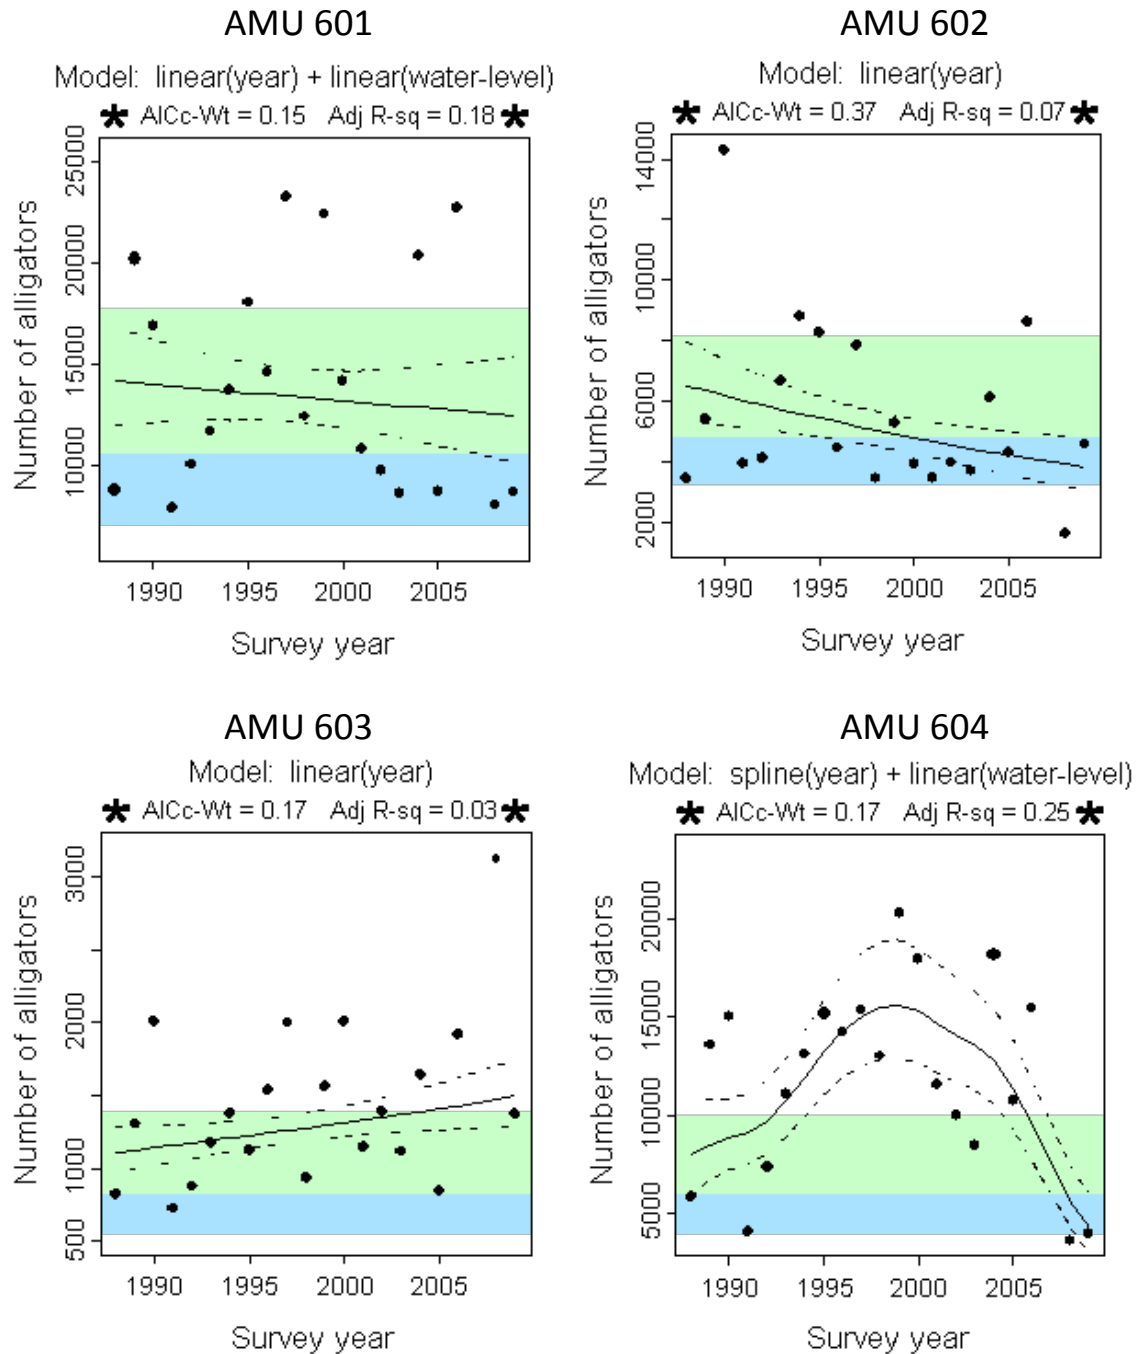 AMU 601
Model: linear(year) + linear(water-level)
* AICc-Wt = 0.15 Adj R-sq = 0.18 *
Number of alligators
25000
20000
15000
10000
1990 1995 2000 2005
Survey year
AMU 602
Model: linear(year)
* AICc-Wt = 0.37 Adj R-sq = 0.07 *
Number of alligators
14000
10000
6000
2000
1990 1995 2000 2005
Survey year
AMU 603
Model: linear(year)
* AICc-Wt = 0.17 Adj R-sq = 0.03 *
Number of alligators
3000
2000
1000
500
1990 1995 2000 2005
Survey year
AMU 604
Model: spline(year) + linear(water-level)
* AICc-Wt = 0.17 Adj R-sq = 0.25 *
Number of alligators
20000
15000
10000
5000
1990 1995 2000 2005
Survey year